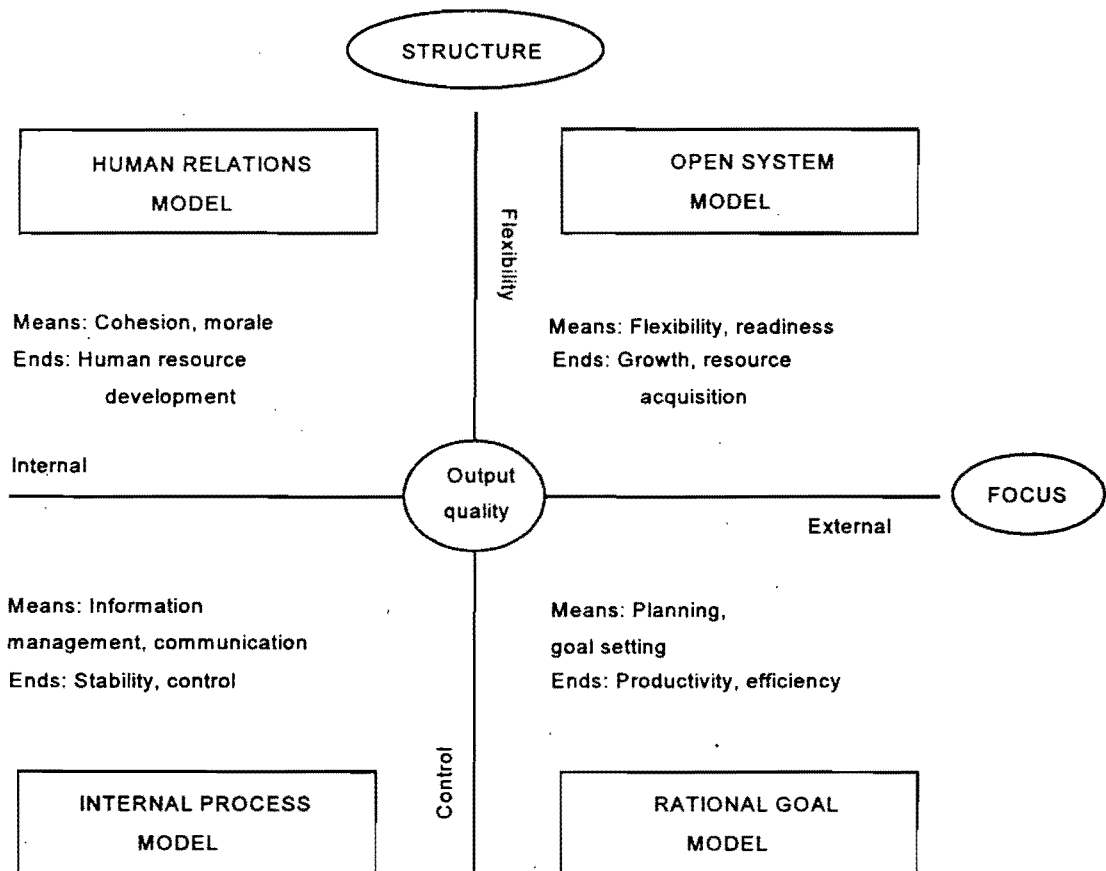 STRUCTURE
HUMAN RELATIONS
MODEL
OPEN SYSTEM
MODEL
Flexibility
Means: Cohesion, morale
Ends: Human resource
development
Means: Flexibility, readiness
Ends: Growth, resource
acquisition
Internal
Output
quality
External
FOCUS
Means: Information
management, communication
Ends: Stability, control
Means: Planning,
goal setting
Ends: Productivity, efficiency
Control
INTERNAL PROCESS
MODEL
RATIONAL GOAL
MODEL